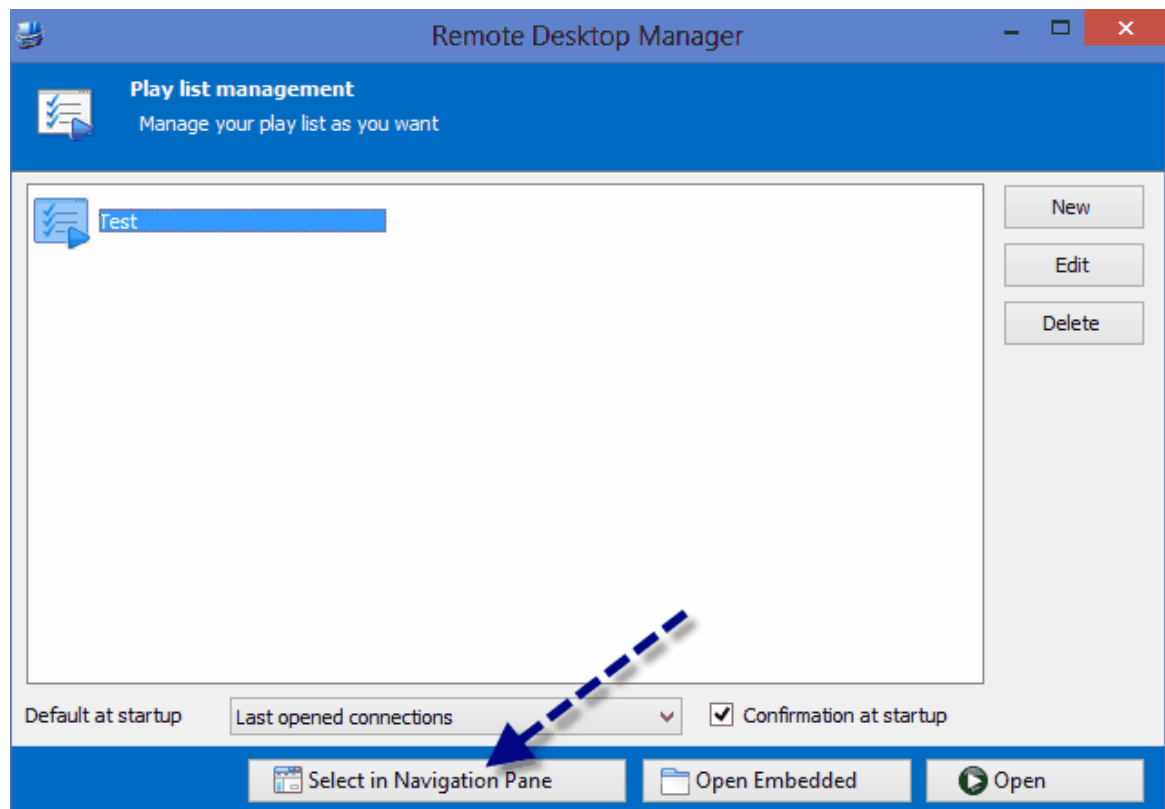 Remote Desktop Manager
Play list management
Manage your play list as you want
Test
New
Edit
Delete
Default at startup
Last opened connections
Confirmation at startup
Select in Navigation Pane
Open Embedded
Open